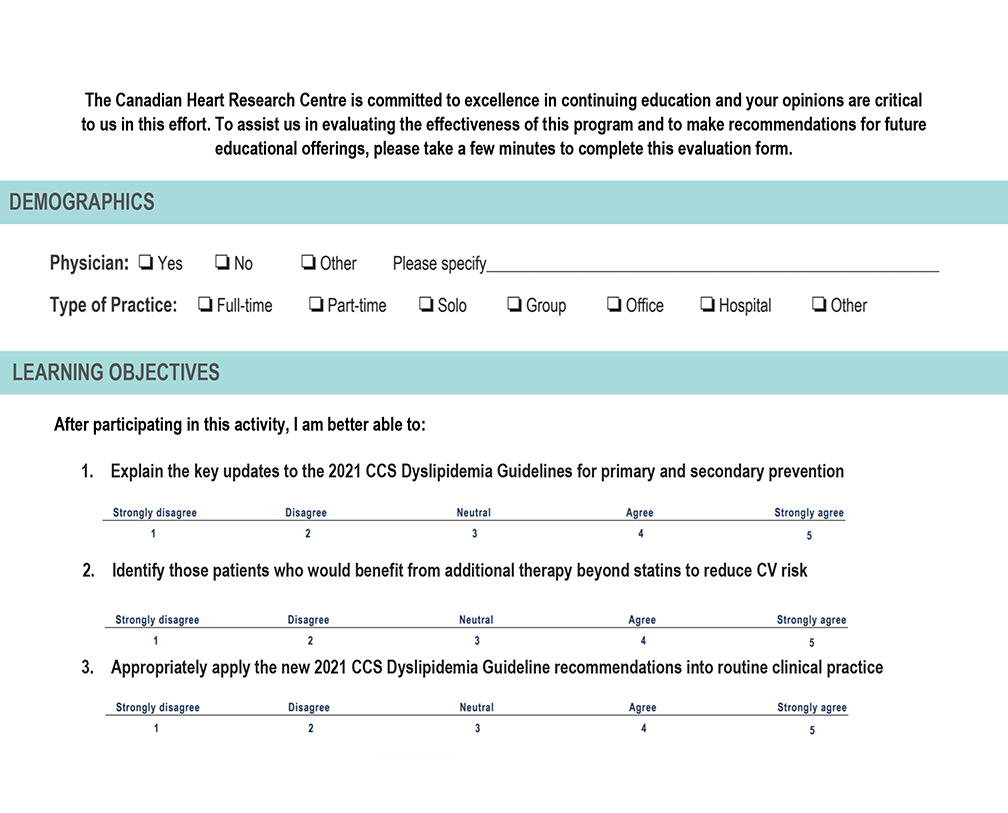 The Canadian Heart Research Centre is committed to excellence in continuing education and your opinions are critical
to us in this effort. To assist us in evaluating the effectiveness of this program and to make recommendations for future
educational offerings, please take a few minutes to complete this evaluation form.
DEMOGRAPHICS
Physician: ❏ Yes ❏ No ❏ Other Please specify_______________________________________________
Type of Practice: ❏ Full-time ❏ Part-time ❏ Solo ❏ Group ❏ Office ❏ Hospital ❏ Other
LEARNING OBJECTIVES
After participating in this activity, I am better able to:
1. Explain the key updates to the 2021 CCS Dyslipidemia Guidelines for primary and secondary prevention
Strongly disagree Disagree Neutral Agree Strongly agree
1 2 3 4 5
2. Identify those patients who would benefit from additional therapy beyond statins to reduce CV risk
Strongly disagree Disagree Neutral Agree Strongly agree
1 2 3 4 5
3. Appropriately apply the new 2021 CCS Dyslipidemia Guideline recommendations into routine clinical practice
Strongly disagree Disagree Neutral Agree Strongly agree
1 2 3 4 5